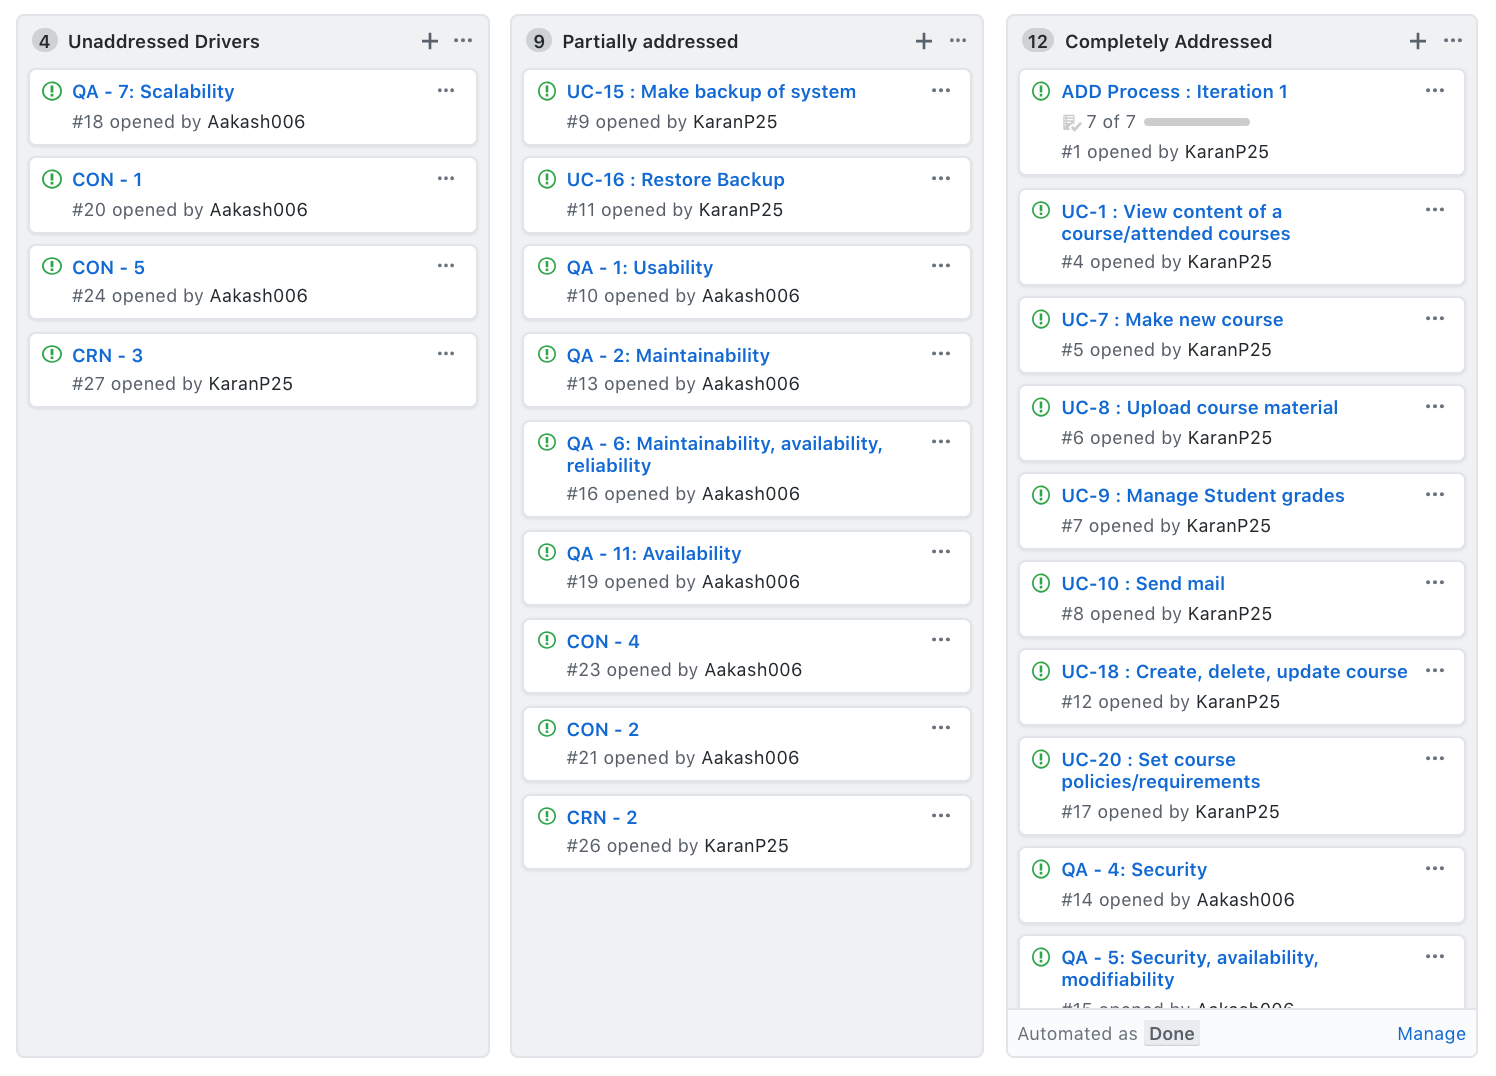 4 Unaddressed Drivers
QA - 7: Scalability
#18 opened by Aakash006
CON - 1
#20 opened by Aakash006
CON - 5
#24 opened by Aakash006
CRN - 3
#27 opened by KaranP25
9 Partially addressed
UC-15 : Make backup of system
#9 opened by KaranP25
UC-16 : Restore Backup
#11 opened by KaranP25
QA - 1: Usability
#10 opened by Aakash006
QA - 2: Maintainability
#13 opened by Aakash006
QA - 6: Maintainability, availability,
reliability
#16 opened by Aakash006
QA - 11: Availability
#19 opened by Aakash006
CON - 4
#23 opened by Aakash006
CON - 2
#21 opened by Aakash006
CRN - 2
#26 opened by KaranP25
12 Completely Addressed
ADD Process : Iteration 1
7 of 7
#1 opened by KaranP25
UC-1 : View content of a
course/attended courses
#4 opened by KaranP25
UC-7 : Make new course
#5 opened by KaranP25
UC-8 : Upload course material
#6 opened by KaranP25
UC-9 : Manage Student grades
#7 opened by KaranP25
UC-10 : Send mail
#8 opened by KaranP25
UC-18 : Create, delete, update course
#12 opened by KaranP25
UC-20 : Set course
policies/requirements
#17 opened by KaranP25
QA - 4: Security
#14 opened by Aakash006
QA - 5: Security, availability,
modifiability
#15 opened by Aakash006
Automated as Done
Manage